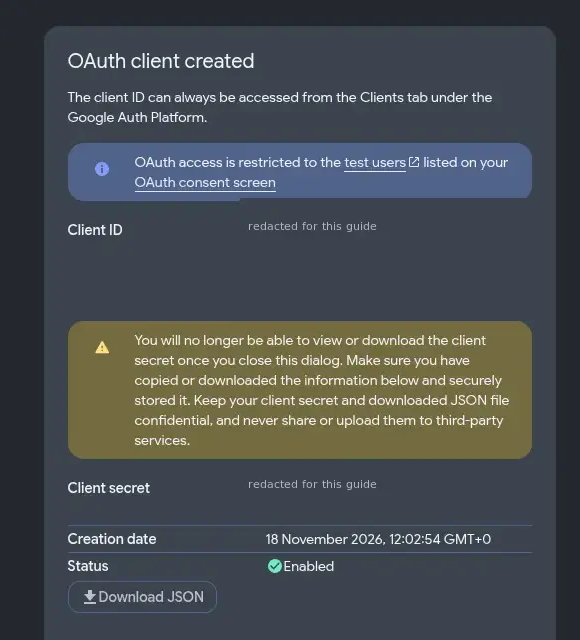 OAuth client created
The client ID can always be accessed from the Clients tab under the
Google Auth Platform.
OAuth access is restricted to the test users listed on your
OAuth consent screen
Client ID redacted for this guide
You will no longer be able to view or download the client
secret once you close this dialog. Make sure you have
copied or downloaded the information below and securely
stored it. Keep your client secret and downloaded JSON file
confidential, and never share or upload them to third-party
services.
Client secret redacted for this guide
Creation date 18 November 2026, 12:02:54 GMT+0
Status Enabled
Download JSON